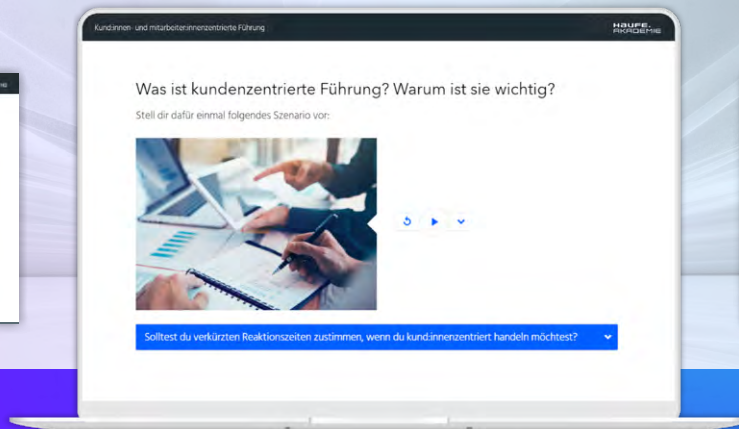 Kund:innen- und mitarbeiter:innenzentrierte Führung
HAUFE.
AKADEMIE
Was ist kundenzentrierte Führung? Warum ist sie wichtig?
Stell dir dafür einmal folgendes Szenario vor:
Solltest du verkürzten Reaktionszeiten zustimmen, wenn du kund:innenzentriert handeln möchtest?